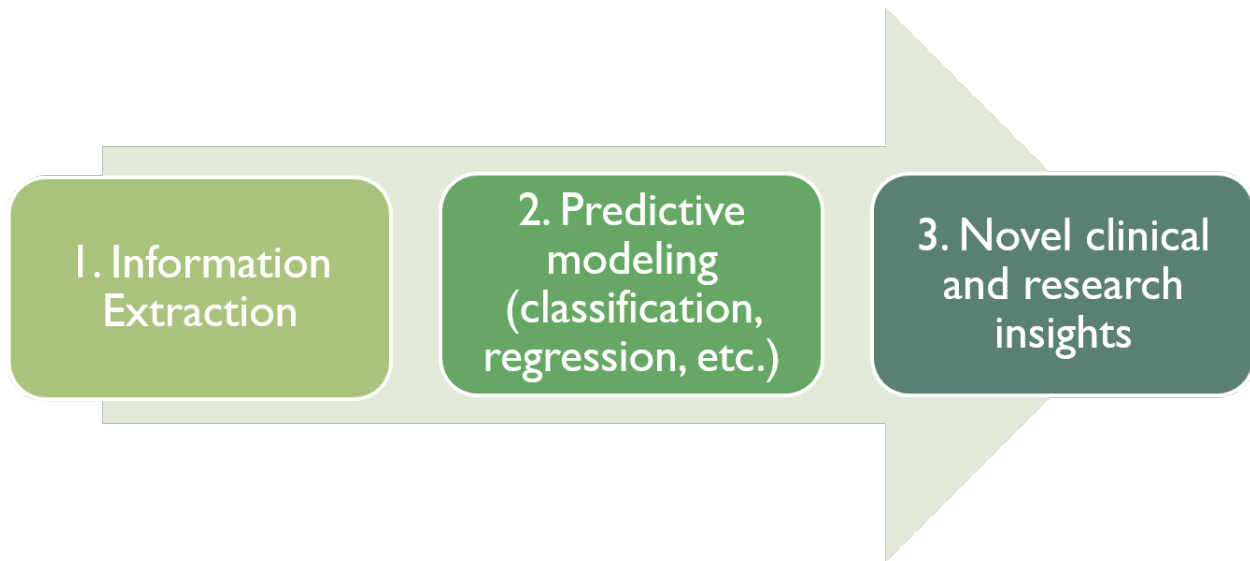 1. Information
Extraction
2. Predictive
modeling
(classification,
regression, etc.)
3. Novel clinical
and research
insights